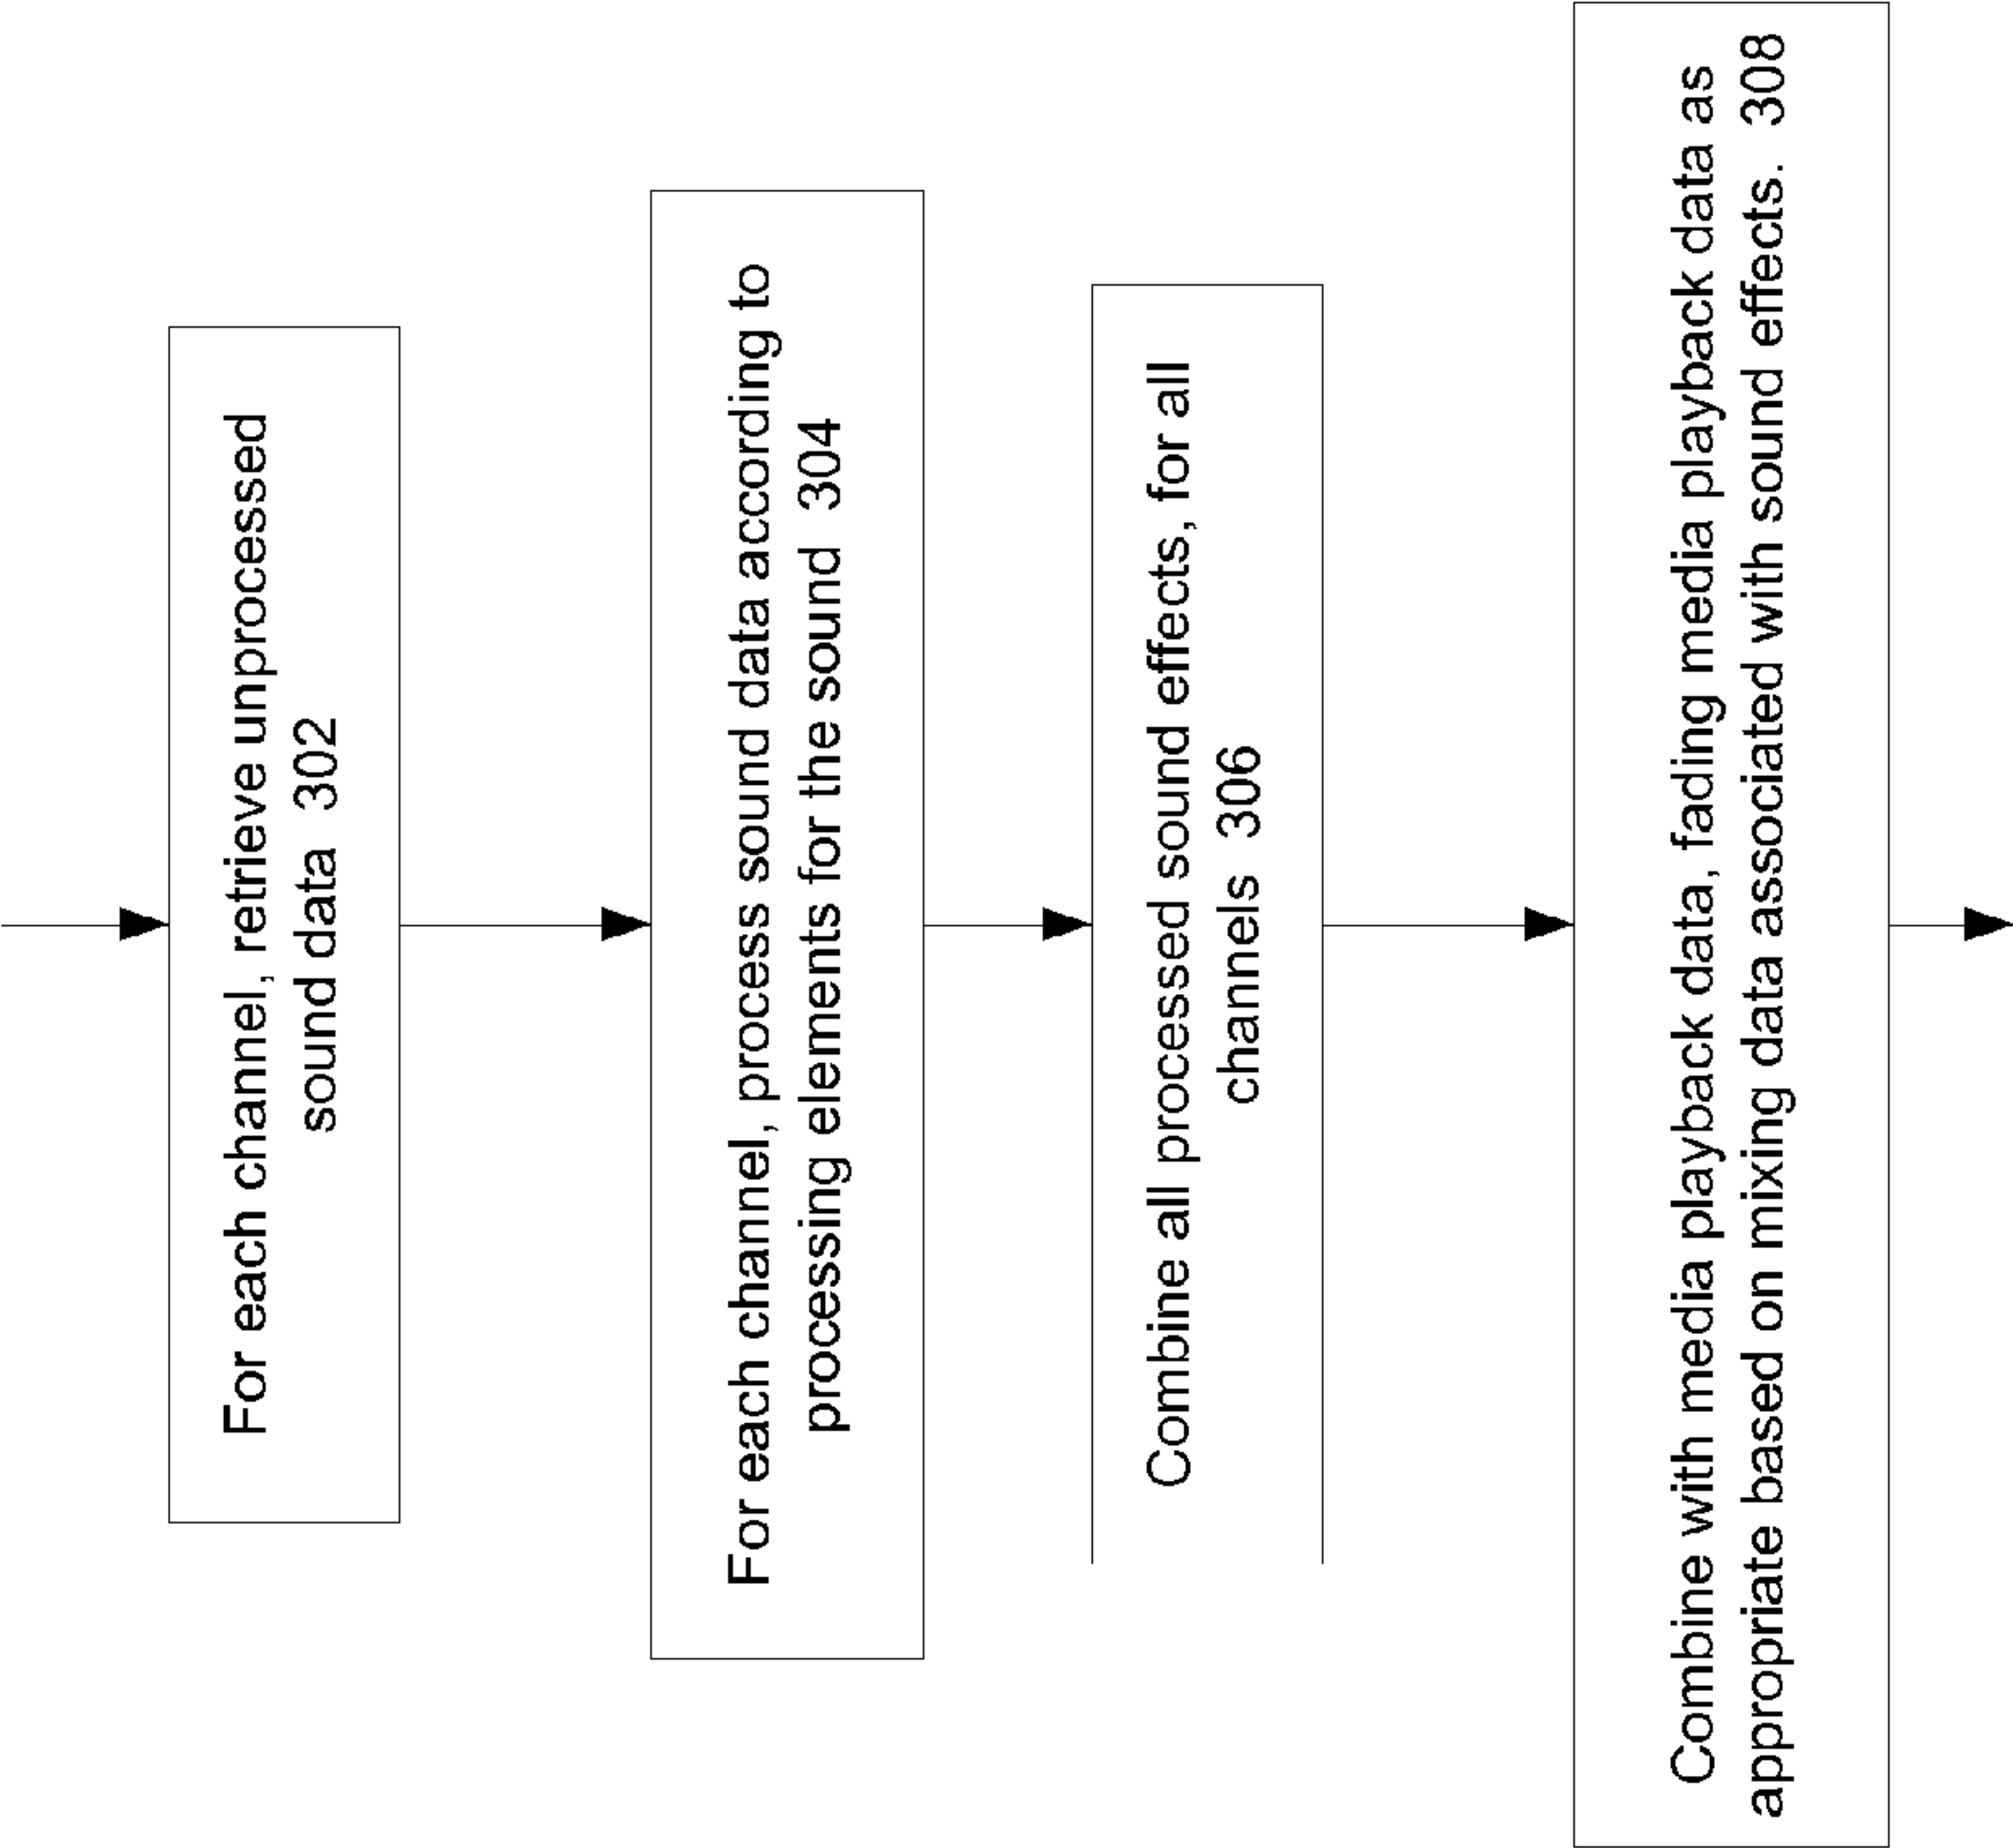 For each channel, retrieve unprocessed
sound data 302
For each channel, process sound data according to
processing elements for the sound 304
Combine all processed sound effects, for all
channels 306
Combine with media playback data, fading media playback data as
appropriate based on mixing data associated with sound effects. 308